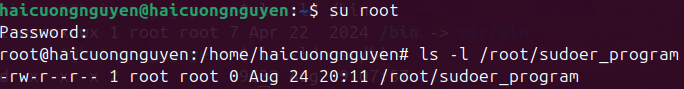 haicuongnguyen@haicuongnguyen:~$ su root
Password:
root@haicuongnguyen:/home/haicuongnguyen# ls -l /root/sudoer_program
-rw-r--r-- 1 root root 0 Aug 24 20:11 /root/sudoer_program